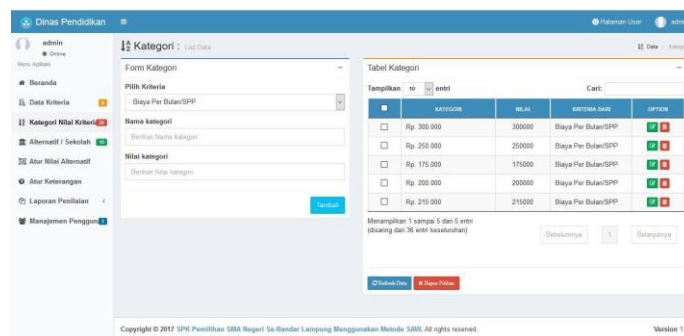 Dinas Pendidikan
Halaman User
admin
Online
Menu Aplikasi
Beranda
Data Kriteria
Kategori Nilai Kriteria
Alternatif / Sekolah
Atur Nilai Alternatif
Atur Keterangan
Laporan Penilaian
Manajemen Penggun
Kategori : List Data
Data
Form Kategori
Pilih Kriteria
Biaya Per Bulan/SPP
Nama kategori
Berikan Nama kategori
Nilai kategori
Berikan Nilai kategori
Tambah
Tabel Kategori
Tampilkan 10 entri
Cari:
KATEGORI NILAI KRITERIA DARI OPTION
Rp. 300.000 300000 Biaya Per Bulan/SPP
Rp. 250.000 250000 Biaya Per Bulan/SPP
Rp. 175.000 175000 Biaya Per Bulan/SPP
Rp. 200.000 200000 Biaya Per Bulan/SPP
Rp. 215.000 215000 Biaya Per Bulan/SPP
Menampilkan 1 sampai 5 dari 5 entri
(disaring dari 36 entri keseluruhan)
Sebelumnya 1 Selanjutnya
Refresh Data Hapus Pilihan
Copyright © 2017 SPK Pemilihan SMA Negeri Se-Bandar Lampung Menggunakan Metode SAW. All rights reserved.
Version 1